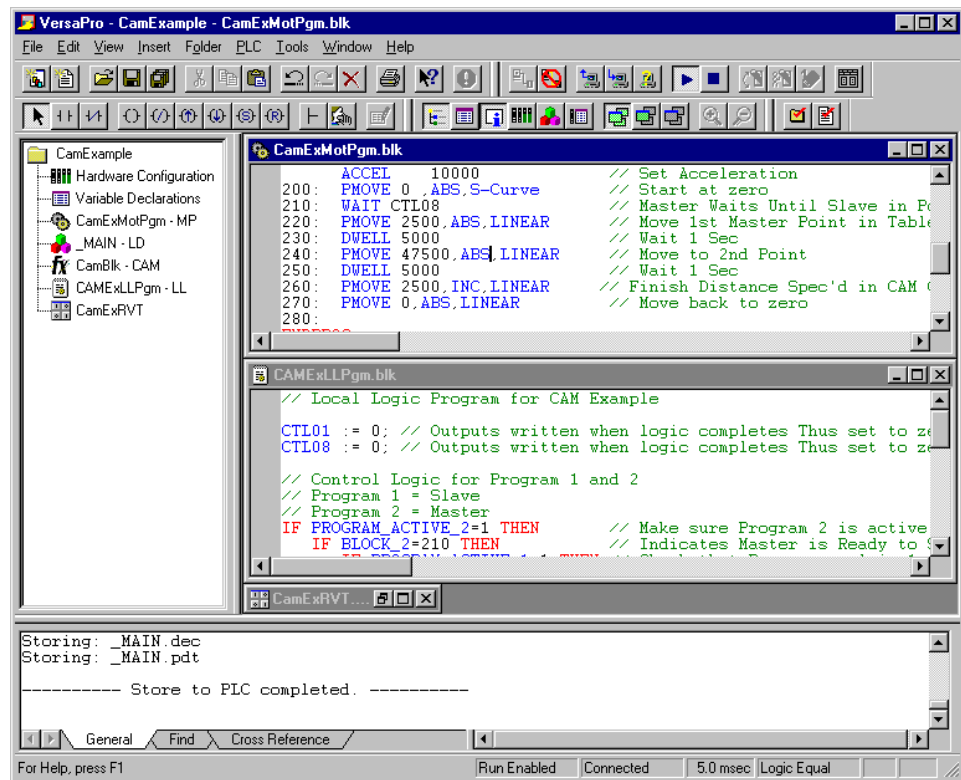 VersaPro - CamExample - CamExMotPgm.blk
File Edit View Insert Folder PLC Tools Window Help
CamExample
Hardware Configuration
Variable Declarations
CamExMotPgm - MP
_MAIN - LD
CamBlk - CAM
CAMExLLPgm - LL
CamExRVT
CamExMotPgm.blk
ACCEL 10000 // Set Acceleration
200: PMOVE 0 ,ABS,S-Curve // Start at zero
210: WAIT CTL08 // Master Waits Until Slave in Po
220: PMOVE 2500,ABS,LINEAR // Move 1st Master Point in Table
230: DWELL 5000 // Wait 1 Sec
240: PMOVE 47500,ABS,LINEAR // Move to 2nd Point
250: DWELL 5000 // Wait 1 Sec
260: PMOVE 2500,INC,LINEAR // Finish Distance Spec'd in CAM
270: PMOVE 0,ABS,LINEAR // Move back to zero
280:
CAMExLLPgm.blk
// Local Logic Program for CAM Example
CTL01 := 0; // Outputs written when logic completes Thus set to ze
CTL08 := 0; // Outputs written when logic completes Thus set to ze
// Control Logic for Program 1 and 2
// Program 1 = Slave
// Program 2 = Master
IF PROGRAM_ACTIVE_2=1 THEN // Make sure Program 2 is active
IF BLOCK_2=210 THEN // Indicates Master is Ready to
CamExRVT....
Storing: _MAIN.dec
Storing: _MAIN.pdt
---------- Store to PLC completed. ----------
General Find Cross Reference
For Help, press F1 Run Enabled Connected 5.0 msec Logic Equal